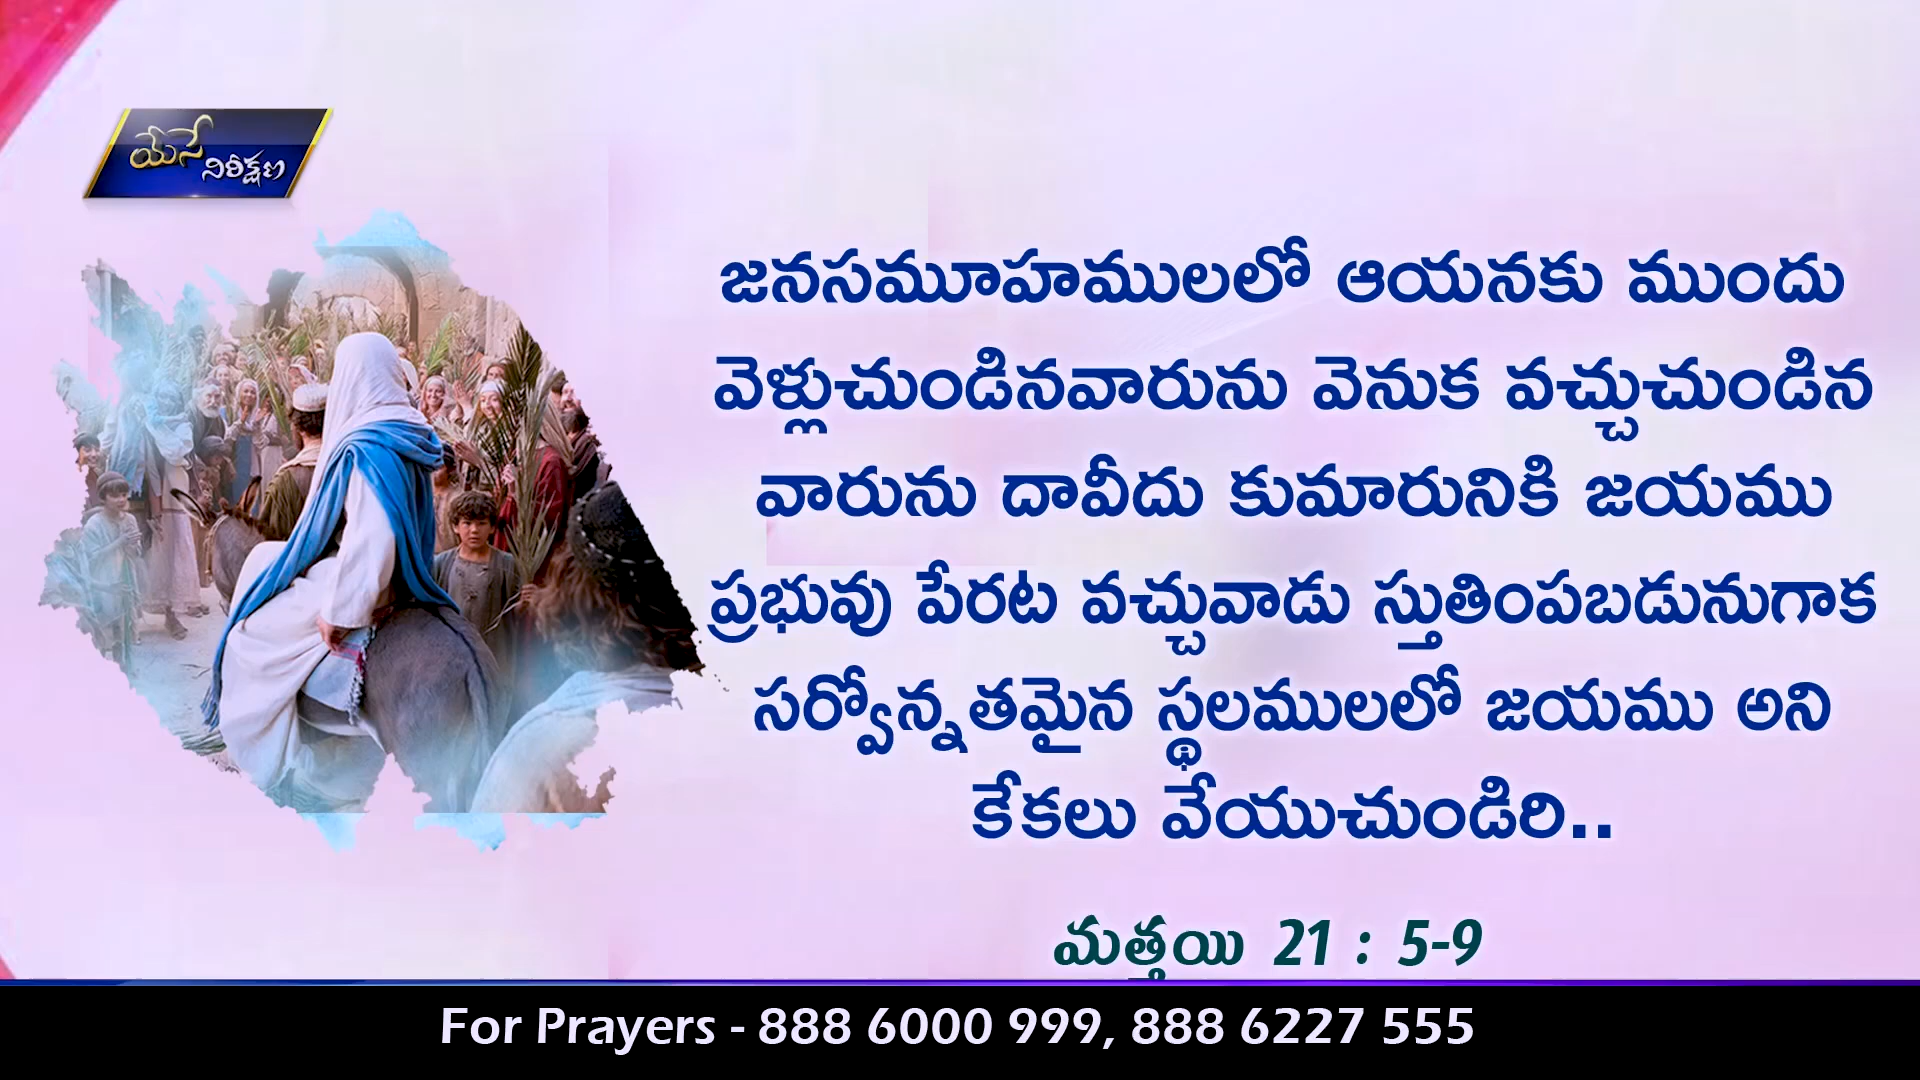 యేసే
నిరీక్షణ
జనసమూహములలో ఆయనకు ముందు
వెళ్లుచుండినవారును వెనుక వచ్చుచుండిన
వారును దావీదు కుమారునికి జయము
ప్రభువు పేరట వచ్చువాడు స్తుతింపబడునుగాక
సర్వోన్నతమైన స్థలములలో జయము అని
కేకలు వేయుచుండిరి..
మత్తయి 21 : 5-9
For Prayers - 888 6000 999, 888 6227 555